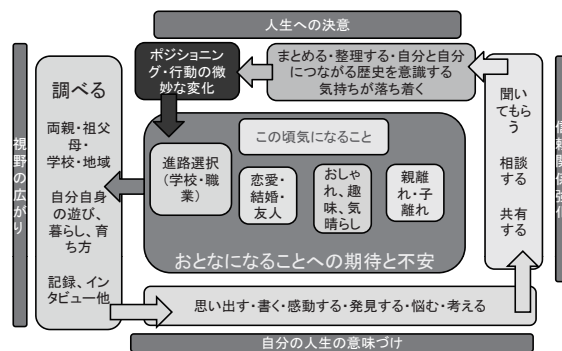 人生への決意
ポジショニン
グ・行動の微
妙な変化
まとめる・整理する・自分と自分
につながる歴史を意識する
気持ちが落ち着く
調べる
両親・祖父
母・
学校・地域
自分自身
の遊び、
暮らし、育
ち方
記録、イン
タビュー他
視野の広がり
この頃気になること
進路選択
(学校・職
業)
恋愛・
結婚・
友人
おしゃ
れ、趣
味、気
晴らし
親離
れ・子
離れ
おとなになることへの期待と不安
聞い
てもら
う
相談
する
共有
する
信頼関係強化
思い出す・書く・感動する・発見する・悩む・考える
自分の人生の意味づけ